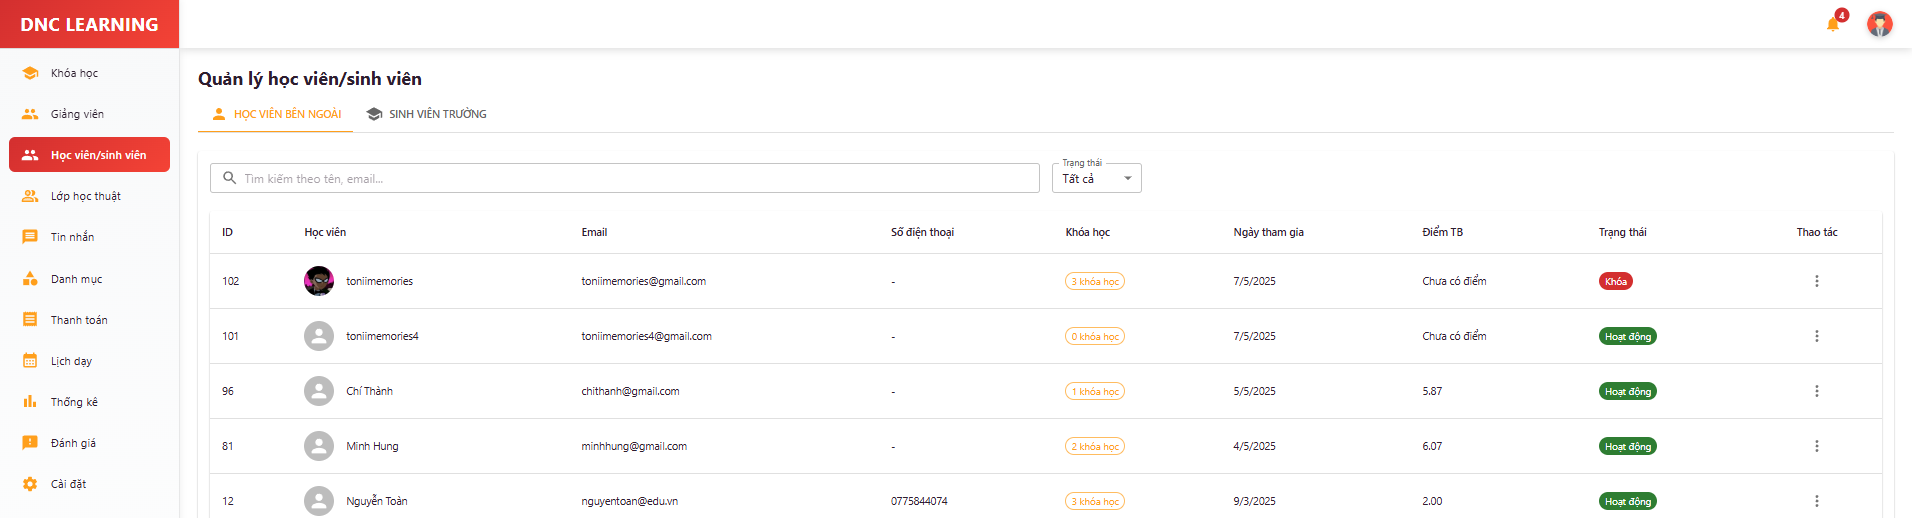 DNC LEARNING
4
Khóa học
Giảng viên
Học viên/sinh viên
Lớp học thuật
Tin nhắn
Danh mục
Thanh toán
Lịch dạy
Thống kê
Đánh giá
Cài đặt
Quản lý học viên/sinh viên
HỌC VIÊN BÊN NGOÀI SINH VIÊN TRƯỜNG
Trạng thái
Tìm kiếm theo tên, email... Tất cả
ID Học viên Email Số điện thoại Khóa học Ngày tham gia Điểm TB Trạng thái Thao tác
102 toniimemories toniimemories@gmail.com - 3 khóa học 7/5/2025 Chưa có điểm Khóa
101 toniimemories4 toniimemories4@gmail.com - 0 khóa học 7/5/2025 Chưa có điểm Hoạt động
96 Chí Thành chithanh@gmail.com - 1 khóa học 5/5/2025 5.87 Hoạt động
81 Minh Hung minhhung@gmail.com - 2 khóa học 4/5/2025 6.07 Hoạt động
12 Nguyễn Toàn nguyentoan@edu.vn 0775844074 3 khóa học 9/3/2025 2.00 Hoạt động